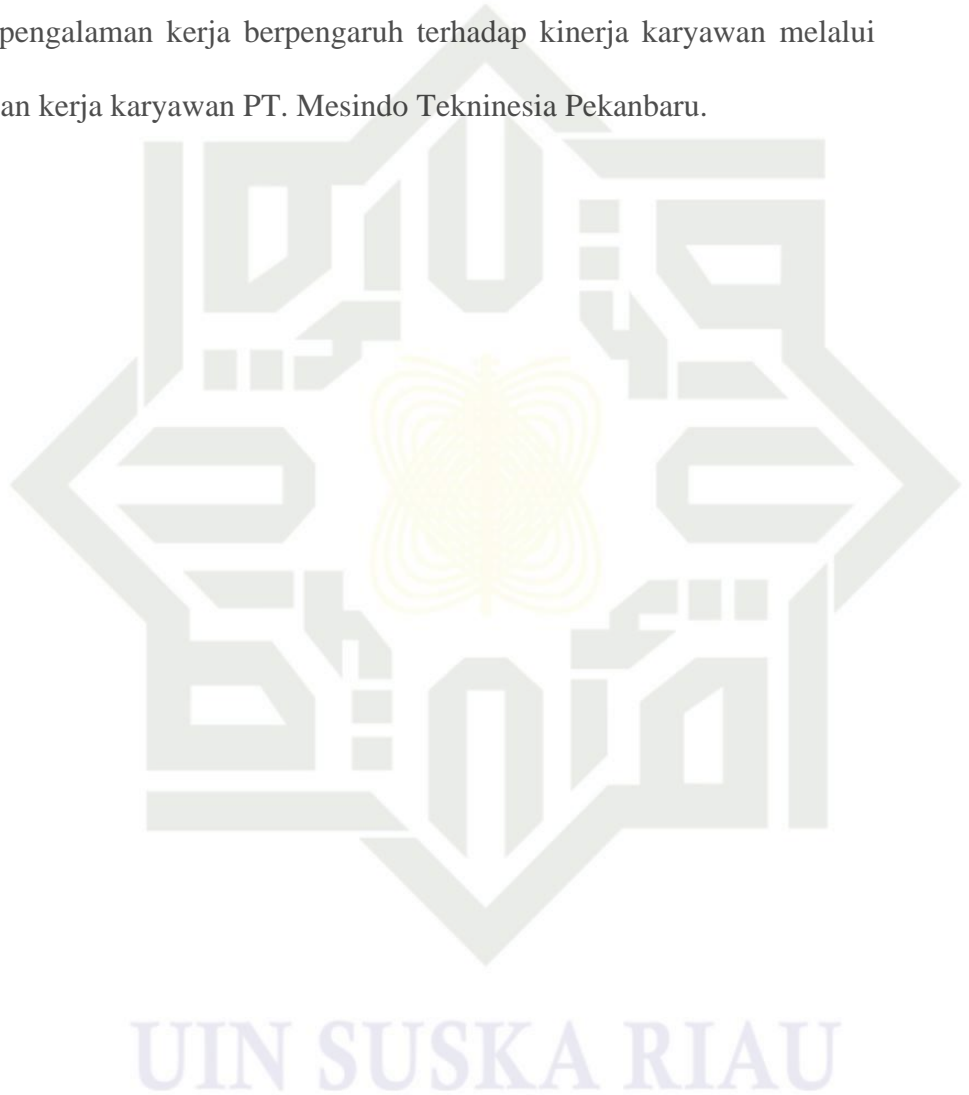 pengalaman kerja berpengaruh terhadap kinerja karyawan melalui
an kerja karyawan PT. Mesindo Tekninesia Pekanbaru.
UIN SUSKA RIAU